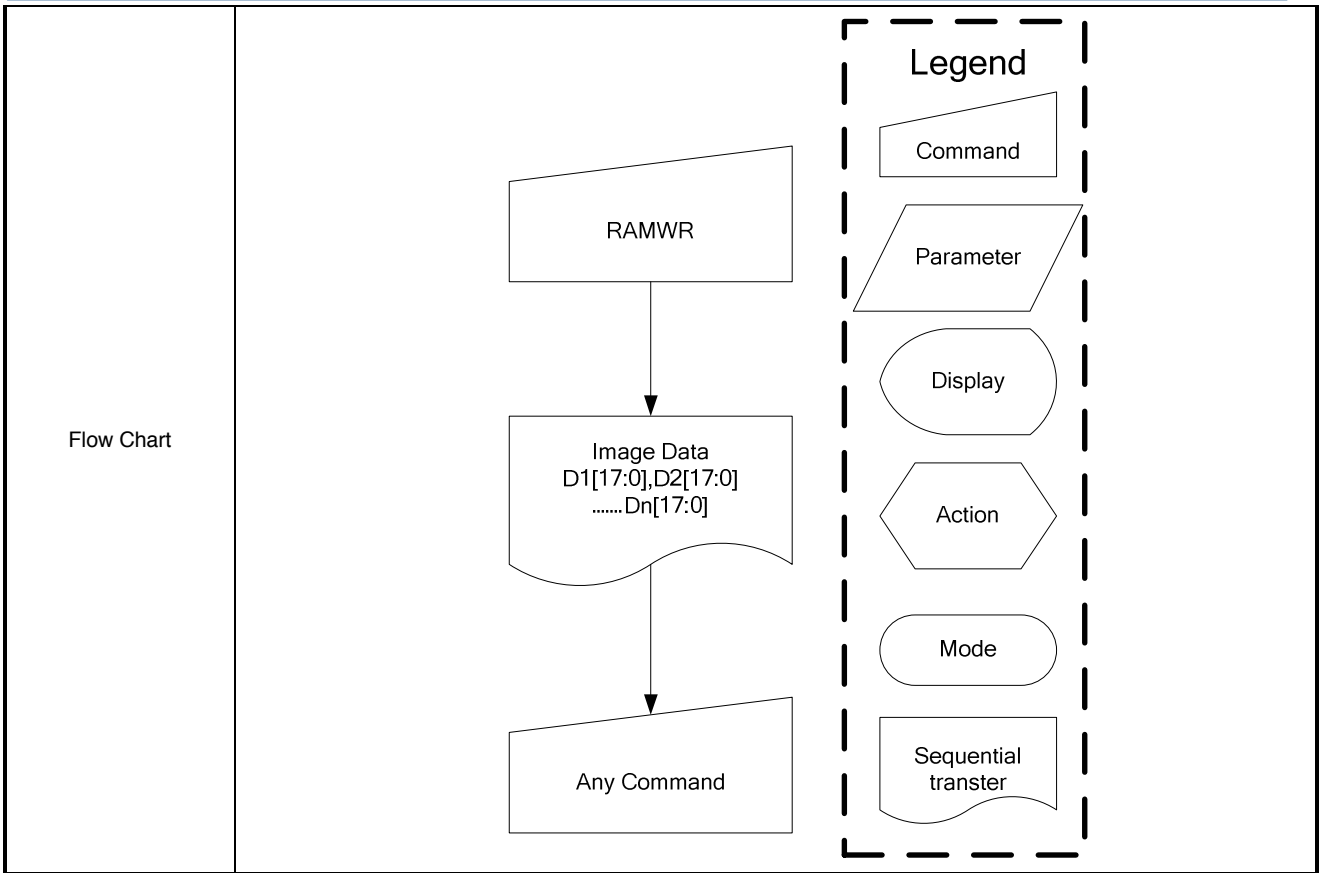 Flow Chart
RAMWR
Image Data
D1[17:0],D2[17:0]
.......Dn[17:0]
Any Command
Legend
Command
Parameter
Display
Action
Mode
Sequential
transter